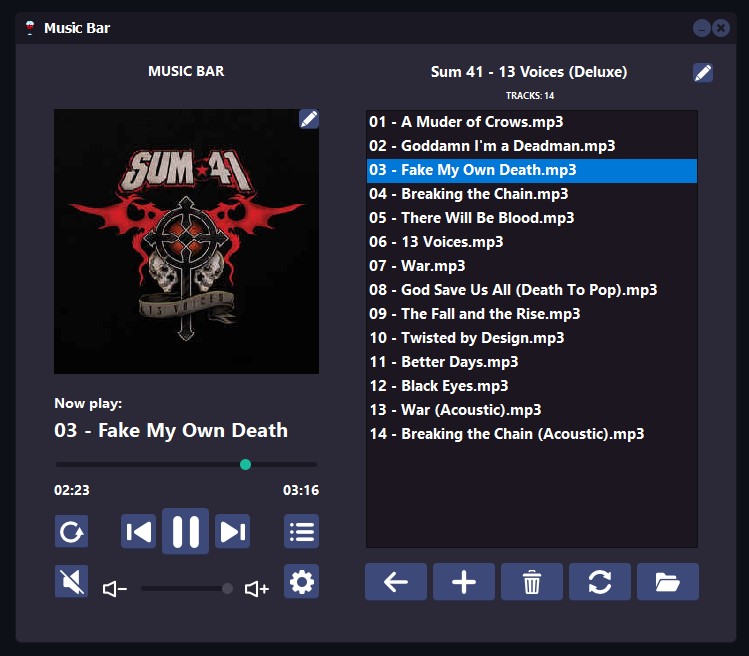 Music Bar
MUSIC BAR
SUM 41
13 VOICES
Now play:
03 - Fake My Own Death
02:23
03:16
Sum 41 - 13 Voices (Deluxe)
TRACKS: 14
01 - A Muder of Crows.mp3
02 - Goddamn I'm a Deadman.mp3
03 - Fake My Own Death.mp3
04 - Breaking the Chain.mp3
05 - There Will Be Blood.mp3
06 - 13 Voices.mp3
07 - War.mp3
08 - God Save Us All (Death To Pop).mp3
09 - The Fall and the Rise.mp3
10 - Twisted by Design.mp3
11 - Better Days.mp3
12 - Black Eyes.mp3
13 - War (Acoustic).mp3
14 - Breaking the Chain (Acoustic).mp3